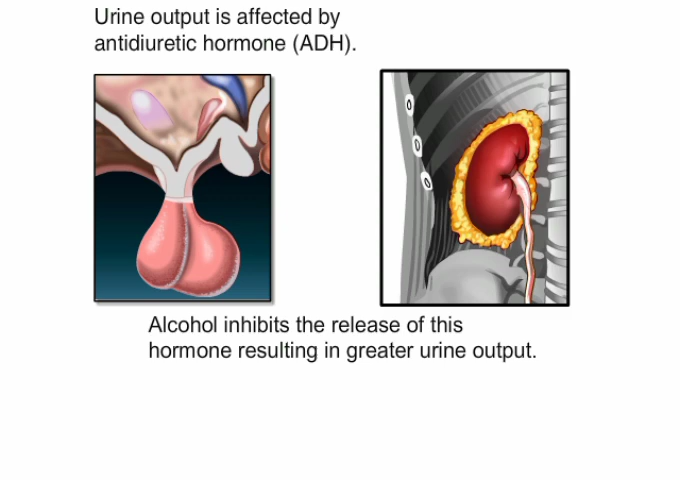 Urine output is affected by
antidiuretic hormone (ADH).
Alcohol inhibits the release of this
hormone resulting in greater urine output.